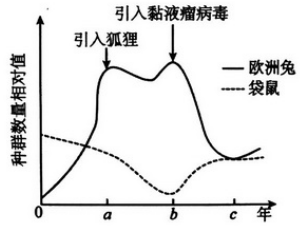 引入黏液瘤病毒
引入狐狸
欧洲兔
袋鼠
种群数量相对值
0 a b c 年